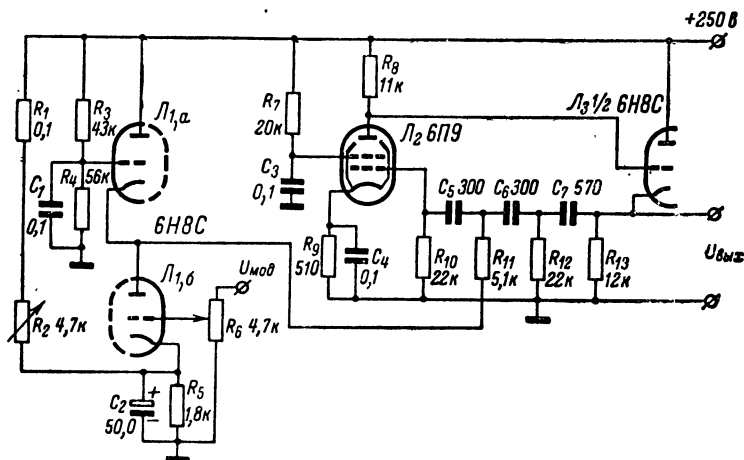 +250 в
R1
0,1
R3
43к
Л1,а
R4
56к
C1
0,1
6Н8С
Л1,б
Uмод
R2 4,7к
R6 4,7к
C2
50,0
+
−
R5
1,8к
R7
20к
R8
11к
Л2 6П9
Л3 1/2 6Н8С
C3
0,1
C5 300
C6 300
C7 570
R9
510
C4
0,1
R10
22к
R11
5,1к
R12
22к
R13
12к
Uвых